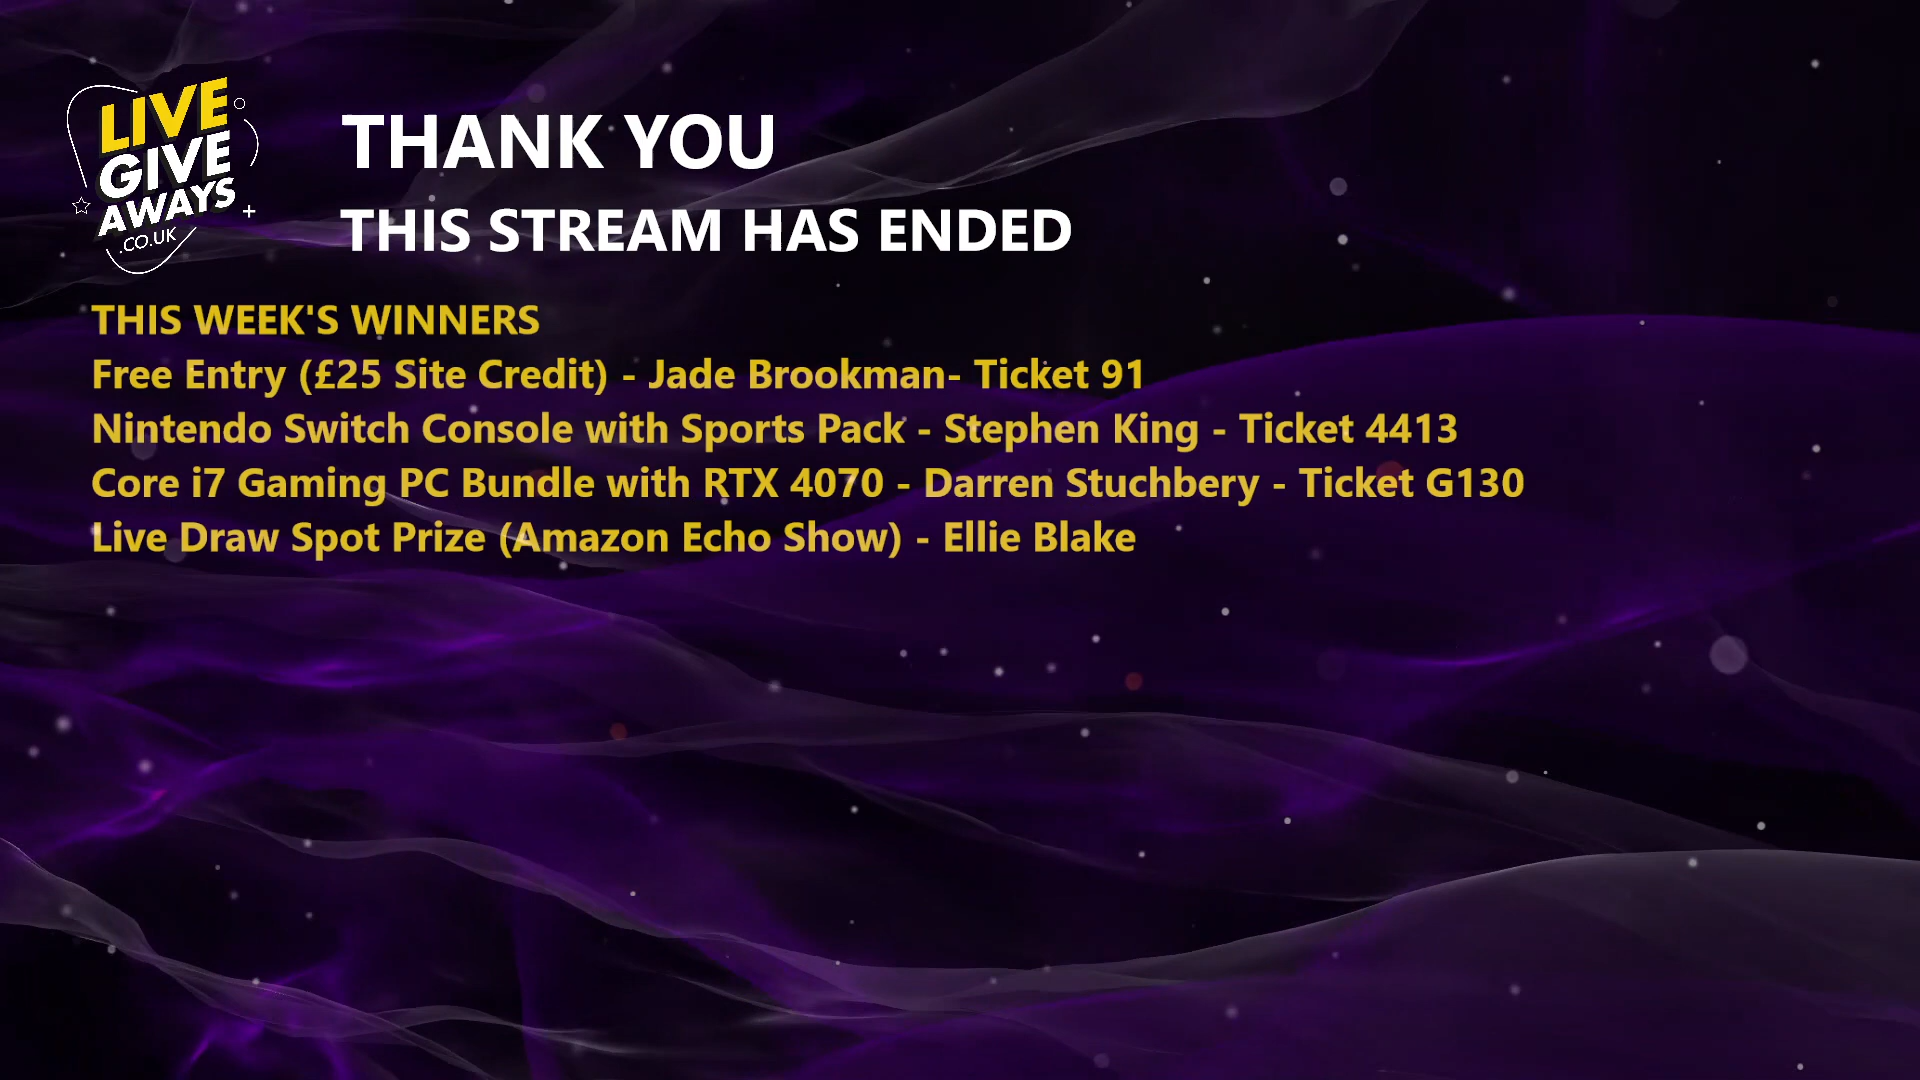 LIVE
GIVE
AWAYS
.CO.UK
THANK YOU
THIS STREAM HAS ENDED
THIS WEEK'S WINNERS
Free Entry (£25 Site Credit) - Jade Brookman- Ticket 91
Nintendo Switch Console with Sports Pack - Stephen King - Ticket 4413
Core i7 Gaming PC Bundle with RTX 4070 - Darren Stuchbery - Ticket G130
Live Draw Spot Prize (Amazon Echo Show) - Ellie Blake